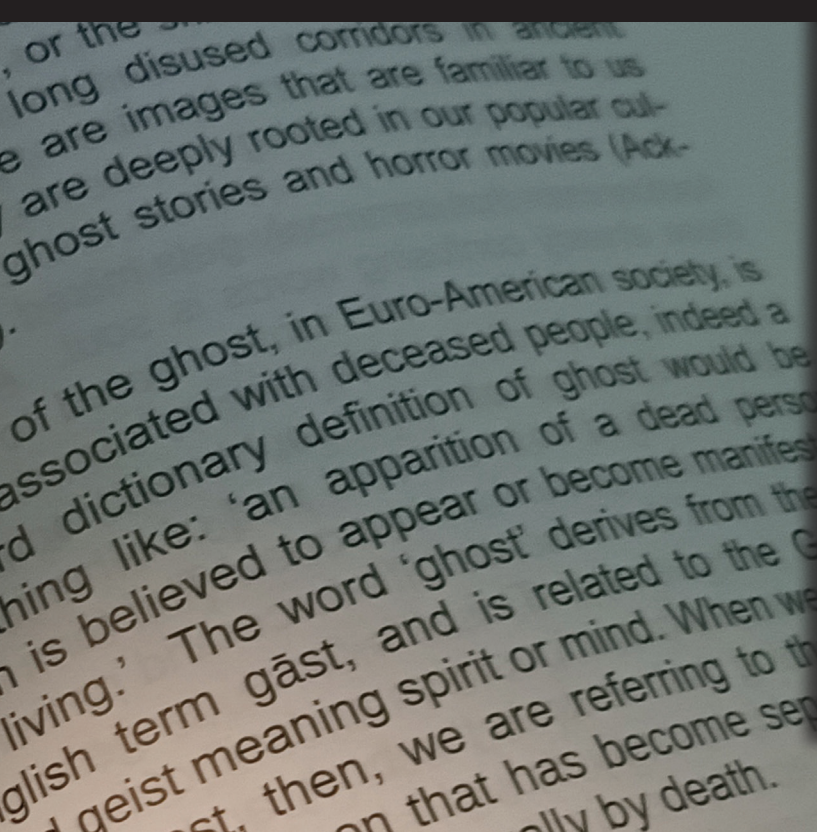 , or the
long disused corridors in ancient
e are images that are familiar to us
are deeply rooted in our popular cul-
ghost stories and horror movies (Ack-
).
of the ghost, in Euro-American society, is
associated with deceased people, indeed a
rd dictionary definition of ghost would be
hing like: ‘an apparition of a dead perso
n is believed to appear or become manifest
living.’ The word ‘ghost’ derives from the
glish term gāst, and is related to the G
geist meaning spirit or mind. When we
st, then, we are referring to th
on that has become sep
ally by death.